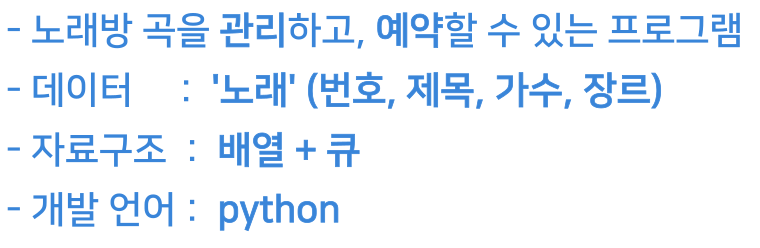 - 노래방 곡을 관리하고, 예약할 수 있는 프로그램
- 데이터 : '노래' (번호, 제목, 가수, 장르)
- 자료구조 : 배열 + 큐
- 개발 언어 : python